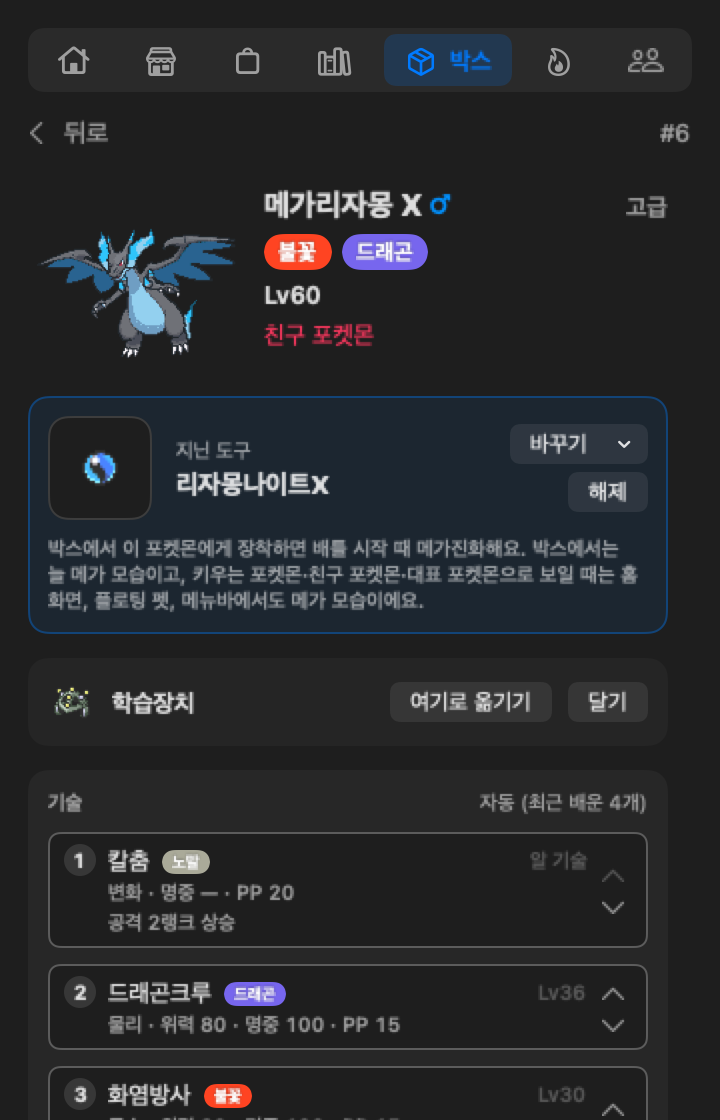 박스
뒤로
#6
메가리자몽 X ♂
고급
불꽃 드래곤
Lv60
친구 포켓몬
지닌 도구
리자몽나이트X
바꾸기
해제
박스에서 이 포켓몬에게 장착하면 배틀 시작 때 메가진화해요. 박스에서는
늘 메가 모습이고, 키우는 포켓몬·친구 포켓몬·대표 포켓몬으로 보일 때는 홈
화면, 플로팅 펫, 메뉴바에서도 메가 모습이에요.
학습장치
여기로 옮기기
닫기
기술
자동 (최근 배운 4개)
1 칼춤 노말
알 기술
변화 · 명중 — · PP 20
공격 2랭크 상승
2 드래곤크루 드래곤
Lv36
물리 · 위력 80 · 명중 100 · PP 15
3 화염방사 불꽃
Lv30